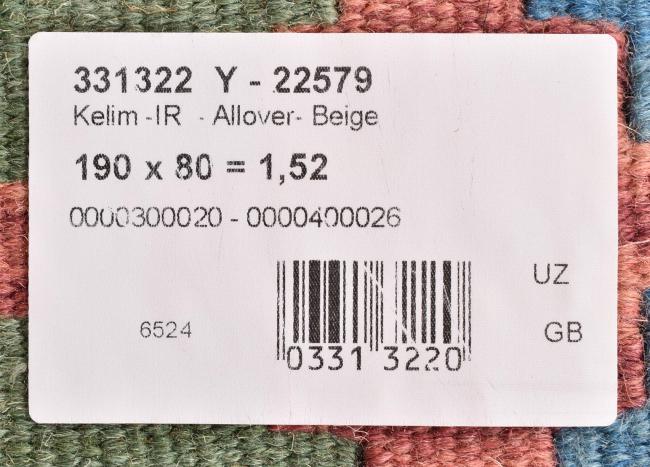 331322 Y - 22579
Kelim -IR - Allover- Beige
190 x 80 = 1,52
0000300020 - 0000400026
UZ
6524
GB
0331 3220